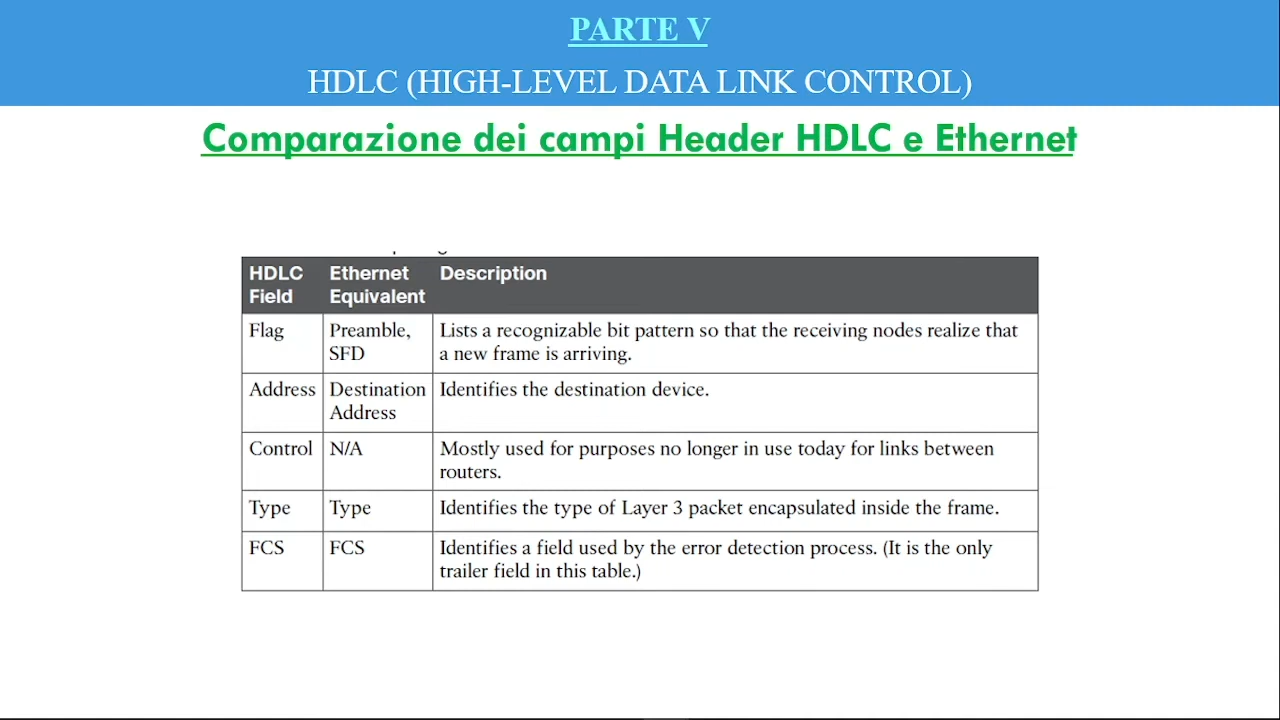 PARTE V
HDLC (HIGH-LEVEL DATA LINK CONTROL)
Comparazione dei campi Header HDLC e Ethernet
HDLC Field Ethernet Equivalent Description
Flag Preamble, SFD Lists a recognizable bit pattern so that the receiving nodes realize that
a new frame is arriving.
Address Destination Address Identifies the destination device.
Control N/A Mostly used for purposes no longer in use today for links between
routers.
Type Type Identifies the type of Layer 3 packet encapsulated inside the frame.
FCS FCS Identifies a field used by the error detection process. (It is the only
trailer field in this table.)